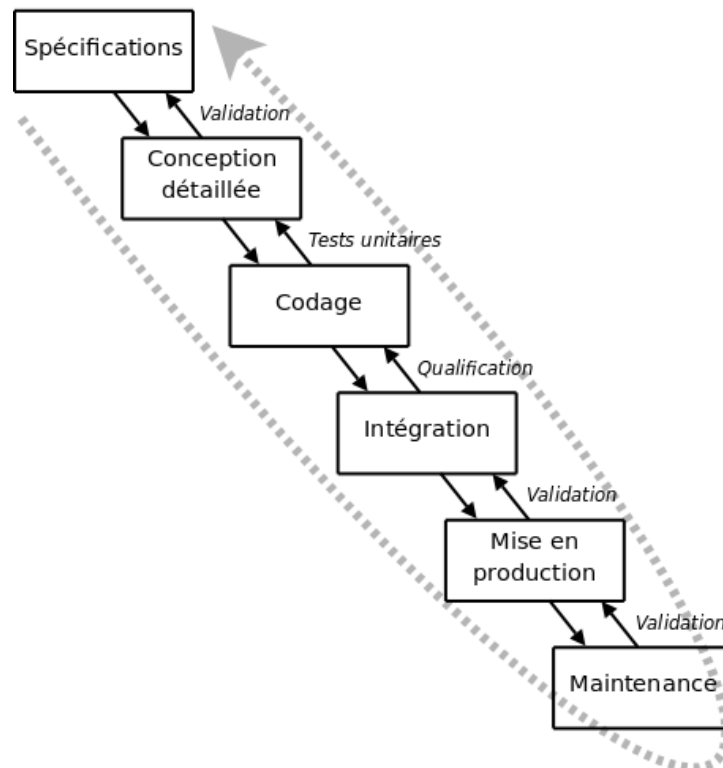 Spécifications
Validation
Conception
détaillée
Tests unitaires
Codage
Qualification
Intégration
Validation
Mise en
production
Validation
Maintenance